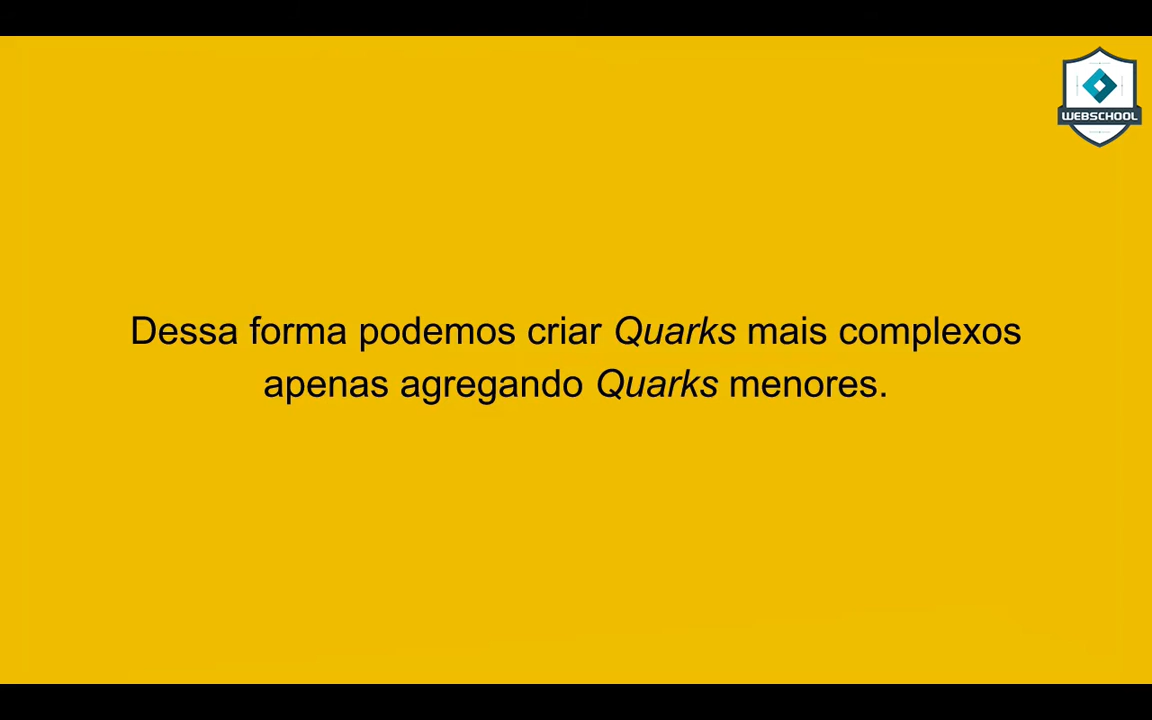 WEBSCHOOL
Dessa forma podemos criar Quarks mais complexos
apenas agregando Quarks menores.